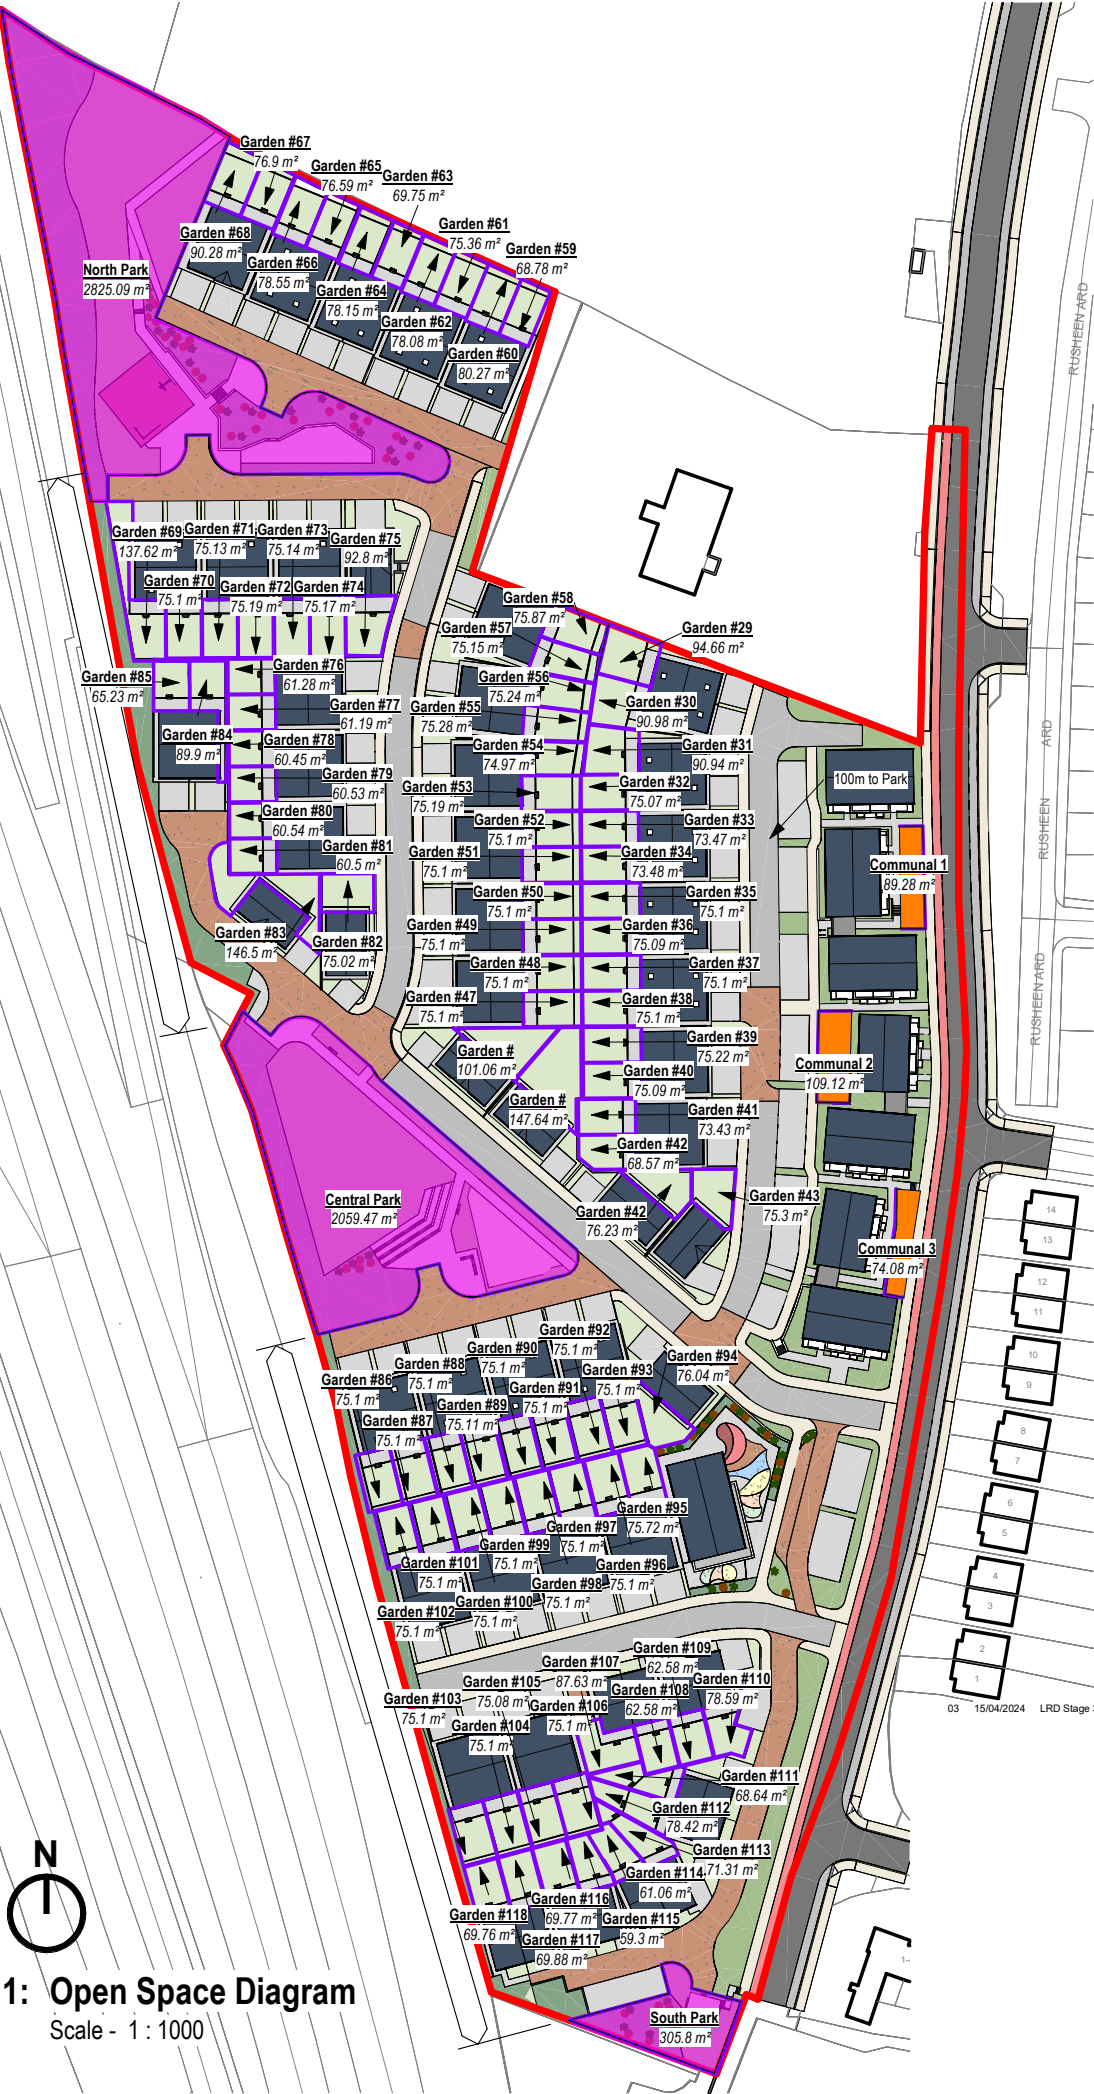 Garden #67
76.9 m²
Garden #65
76.59 m²
Garden #63
69.75 m²
Garden #61
75.36 m²
Garden #59
68.78 m²
Garden #68
90.28 m²
Garden #66
78.55 m²
Garden #64
78.15 m²
Garden #62
78.08 m²
Garden #60
80.27 m²
North Park
2825.09 m²
RUSHEEN ARD
Garden #69
137.62 m²
Garden #71
75.13 m²
Garden #73
75.14 m²
Garden #75
92.8 m²
Garden #70
75.1 m²
Garden #72
75.19 m²
Garden #74
75.17 m²
Garden #58
75.87 m²
Garden #57
75.15 m²
Garden #29
94.66 m²
Garden #85
65.23 m²
Garden #76
61.28 m²
Garden #56
75.24 m²
Garden #77
61.19 m²
Garden #55
75.28 m²
Garden #30
90.98 m²
Garden #84
89.9 m²
Garden #78
60.45 m²
Garden #54
74.97 m²
Garden #31
90.94 m²
ARD
Garden #79
60.53 m²
Garden #53
75.19 m²
Garden #32
75.07 m²
100m to Park
Garden #80
60.54 m²
Garden #52
75.1 m²
Garden #33
73.47 m²
RUSHEEN
Garden #81
60.5 m²
Garden #51
75.1 m²
Garden #34
73.48 m²
Communal 1
89.28 m²
Garden #50
75.1 m²
Garden #35
75.1 m²
Garden #83
146.5 m²
Garden #82
75.02 m²
Garden #49
75.1 m²
Garden #36
75.09 m²
Garden #48
75.1 m²
Garden #37
75.1 m²
RUSHEEN ARD
Garden #47
75.1 m²
Garden #38
75.1 m²
Garden #
101.06 m²
Garden #39
75.22 m²
Garden #40
75.09 m²
Communal 2
109.12 m²
Garden #
147.64 m²
Garden #41
73.43 m²
Garden #42
68.57 m²
Central Park
2059.47 m²
Garden #42
76.23 m²
Garden #43
75.3 m²
Communal 3
74.08 m²
14
13
12
11
10
9
8
7
6
5
4
3
2
1
Garden #92
75.1 m²
Garden #90
75.1 m²
Garden #88
75.1 m²
Garden #86
75.1 m²
Garden #94
76.04 m²
Garden #93
75.1 m²
Garden #91
75.1 m²
Garden #89
75.11 m²
Garden #87
75.1 m²
Garden #95
75.72 m²
Garden #97
75.1 m²
Garden #99
75.1 m²
Garden #101
75.1 m²
Garden #96
75.1 m²
Garden #98
75.1 m²
Garden #100
75.1 m²
Garden #102
75.1 m²
Garden #109
62.58 m²
Garden #107
87.63 m²
Garden #105
75.08 m²
Garden #103
75.1 m²
Garden #110
78.59 m²
Garden #108
62.58 m²
Garden #106
75.1 m²
Garden #104
75.1 m²
03 15/04/2024 LRD Stage
Garden #111
68.64 m²
Garden #112
78.42 m²
Garden #113
71.31 m²
Garden #114
61.06 m²
Garden #116
69.77 m²
Garden #118
69.76 m²
Garden #115
59.3 m²
Garden #117
69.88 m²
N
1: Open Space Diagram
Scale - 1 : 1000
South Park
305.8 m²